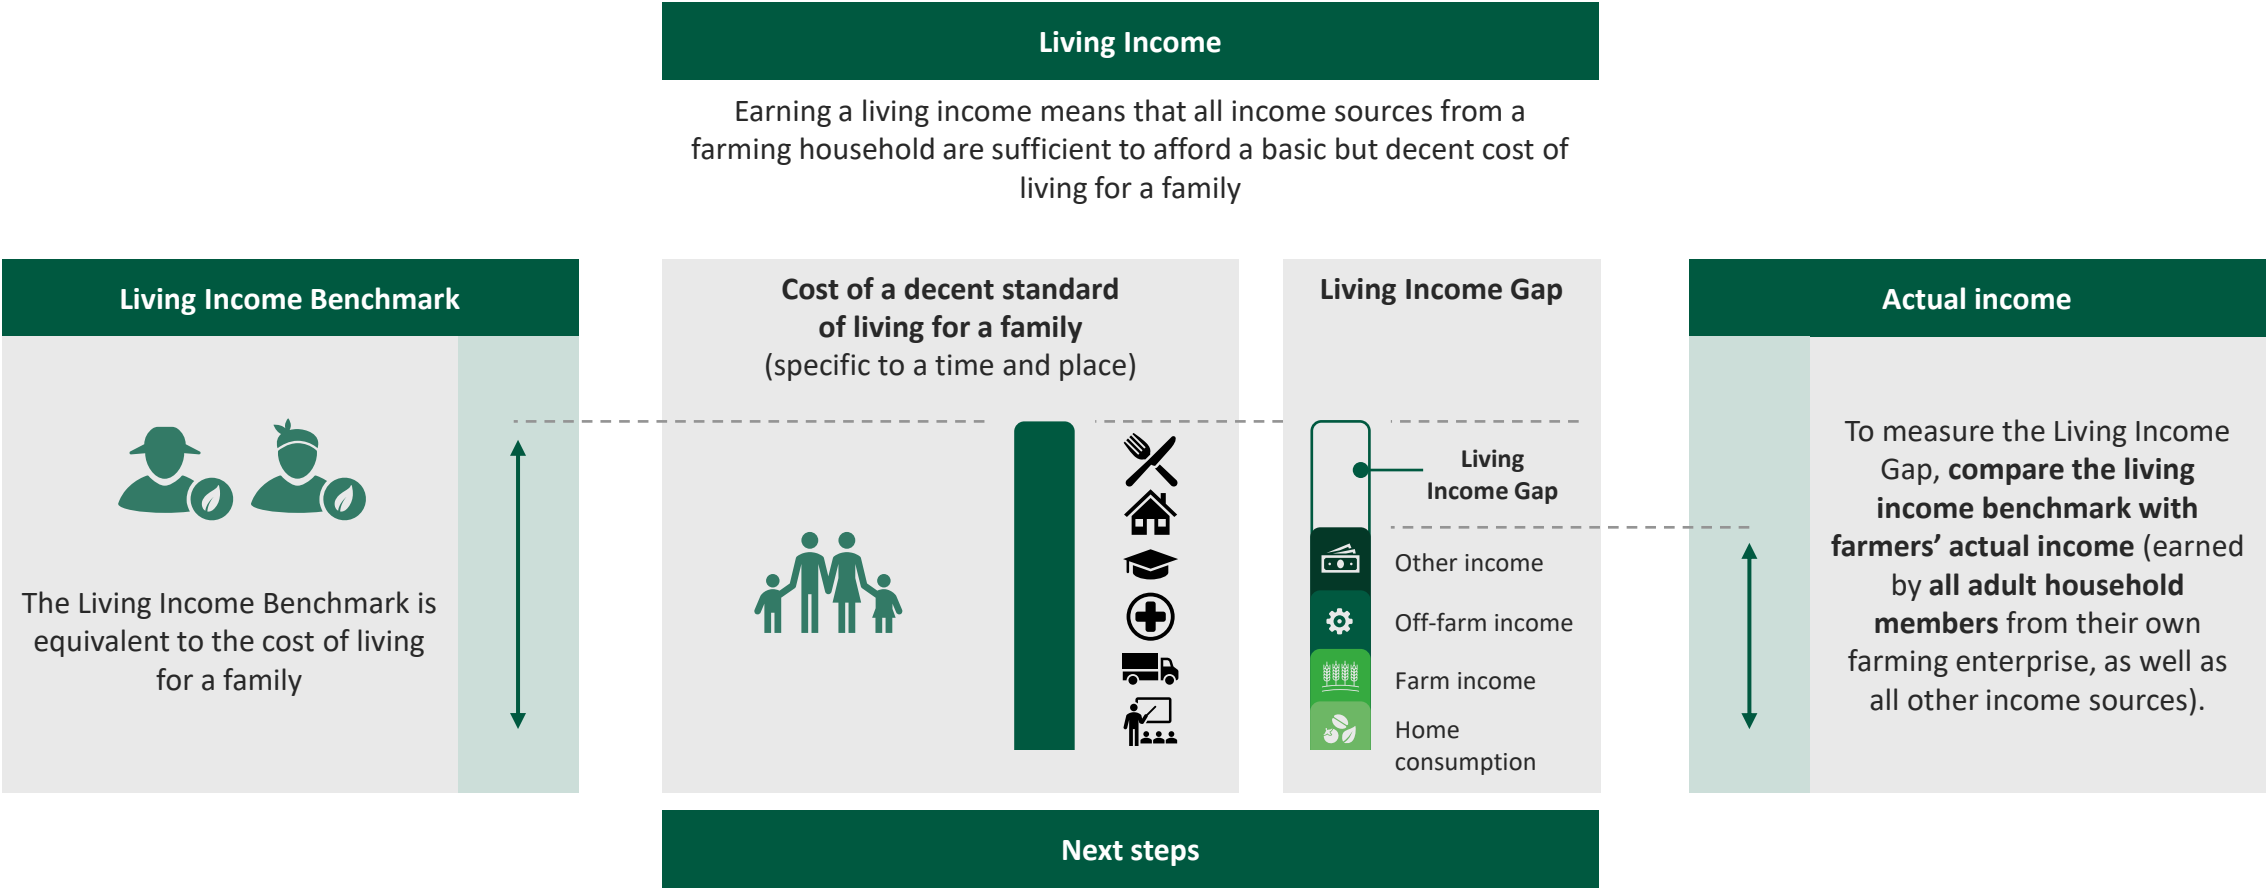 Living Income
Earning a living income means that all income sources from a
farming household are sufficient to afford a basic but decent cost of
living for a family
Living Income Benchmark
The Living Income Benchmark is
equivalent to the cost of living
for a family
Cost of a decent standard
of living for a family
(specific to a time and place)
Living Income Gap
Living
Income Gap
Other income
Off-farm income
Farm income
Home
consumption
Actual income
To measure the Living Income
Gap, compare the living
income benchmark with
farmers’ actual income (earned
by all adult household
members from their own
farming enterprise, as well as
all other income sources).
Next steps